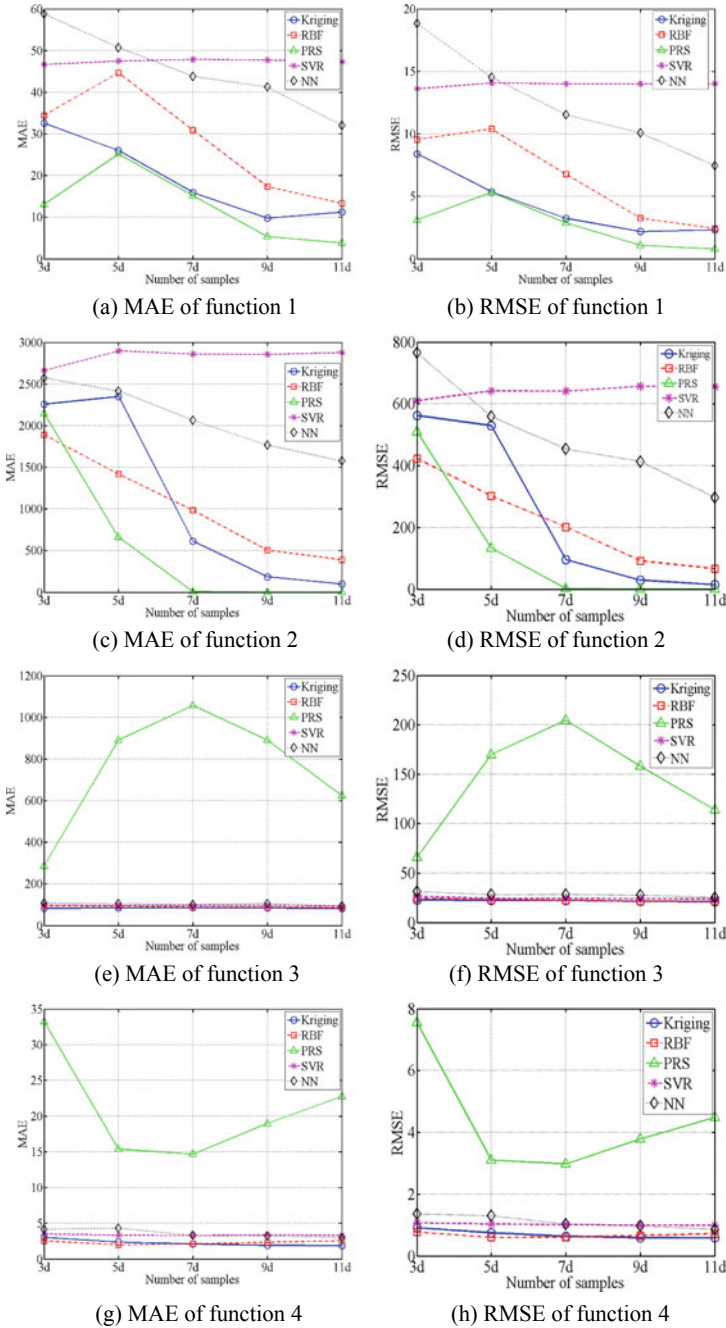 60
50
40
30
20
10
0
MAE
3d 5d 7d 9d 11d
Number of samples
Kriging
RBF
PRS
SVR
NN
(a) MAE of function 1
20
15
10
5
0
RMSE
3d 5d 7d 9d 11d
Number of samples
Kriging
RBF
PRS
SVR
NN
(b) RMSE of function 1
3000
2500
2000
1500
1000
500
0
MAE
3d 5d 7d 9d 11d
Number of samples
Kriging
RBF
PRS
SVR
NN
(c) MAE of function 2
800
600
400
200
0
RMSE
3d 5d 7d 9d 11d
Number of samples
Kriging
RBF
PRS
SVR
NN
(d) RMSE of function 2
1200
1000
800
600
400
200
0
MAE
3d 5d 7d 9d 11d
Number of samples
Kriging
RBF
PRS
SVR
NN
(e) MAE of function 3
250
200
150
100
50
0
RMSE
3d 5d 7d 9d 11d
Number of samples
Kriging
RBF
PRS
SVR
NN
(f) RMSE of function 3
35
30
25
20
15
10
5
0
MAE
3d 5d 7d 9d 11d
Number of samples
Kriging
RBF
PRS
SVR
NN
(g) MAE of function 4
8
6
4
2
0
RMSE
3d 5d 7d 9d 11d
Number of samples
Kriging
RBF
PRS
SVR
NN
(h) RMSE of function 4